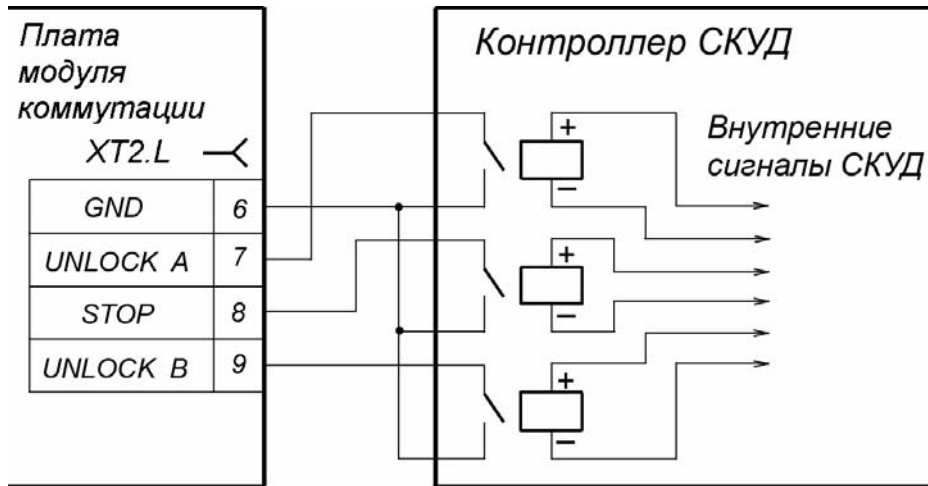 Плата
модуля
коммутации
XT2.L
GND 6
UNLOCK A 7
STOP 8
UNLOCK B 9
Контроллер СКУД
Внутренние
сигналы СКУД
+
–
+
–
+
–